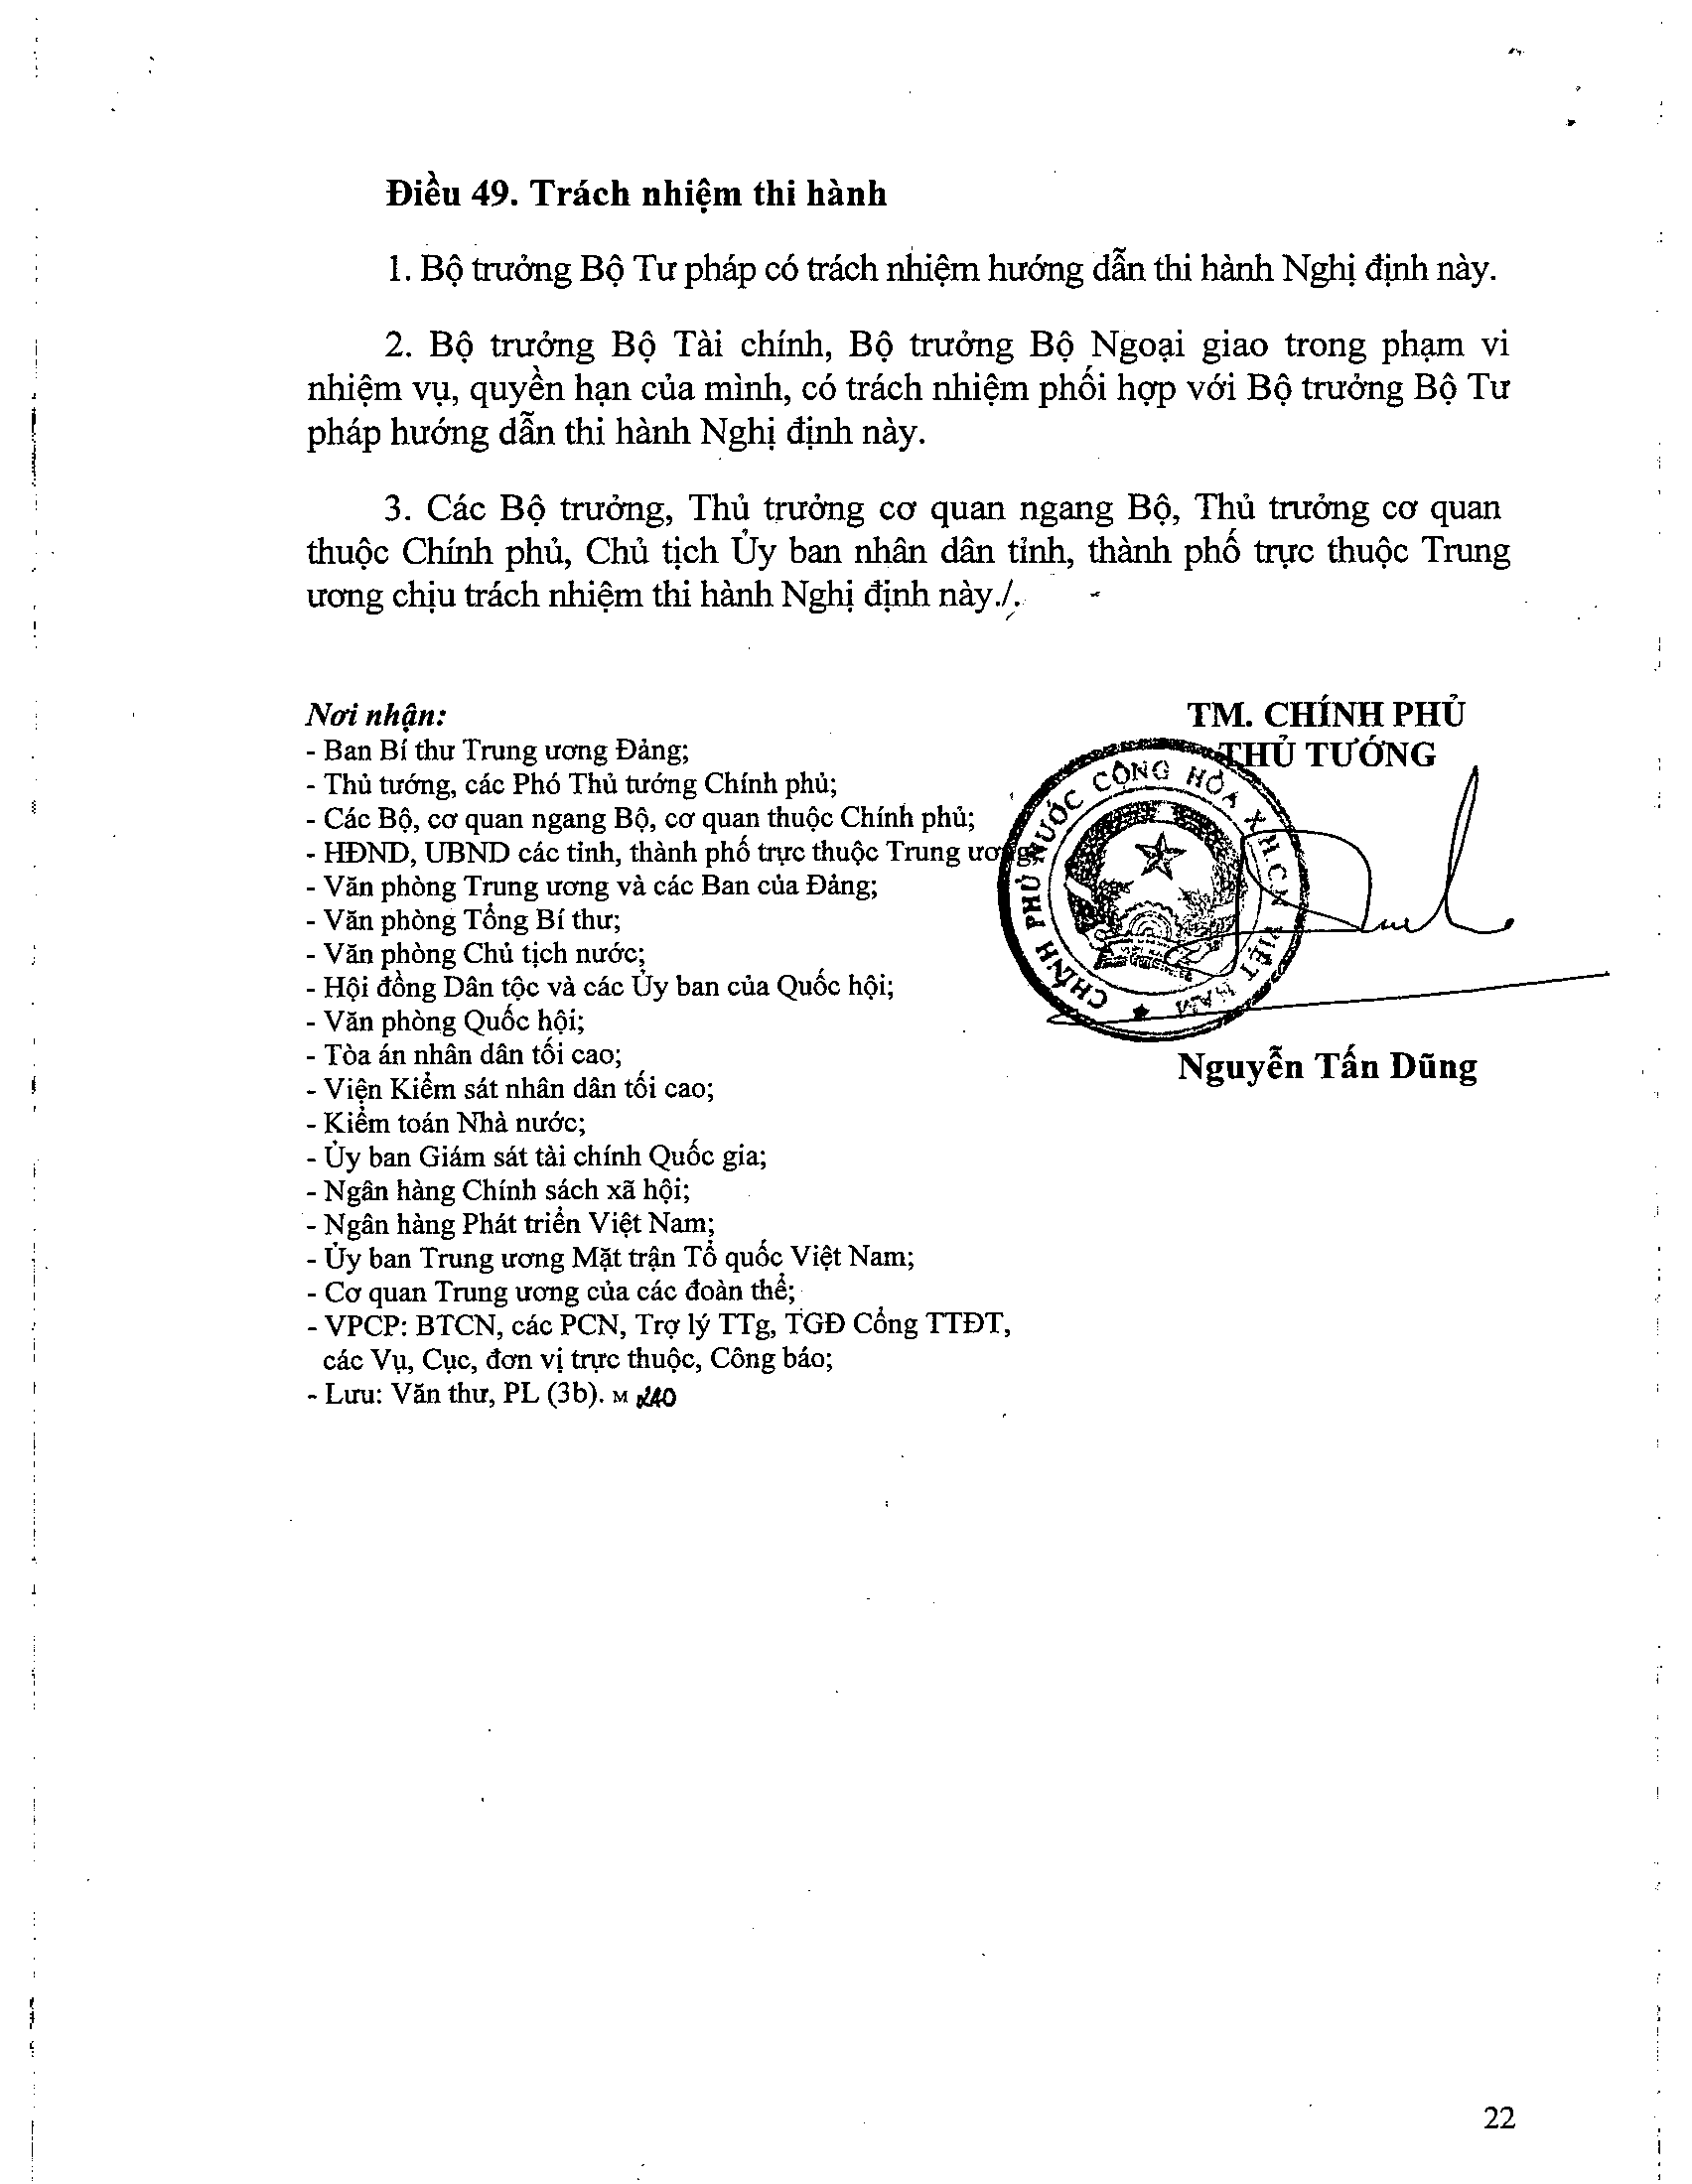 Điều 49. Trách nhiệm thi hành
1. Bộ trưởng Bộ Tư pháp có trách nhiệm hướng dẫn thi hành Nghị định này.
2. Bộ trưởng Bộ Tài chính, Bộ trưởng Bộ Ngoại giao trong phạm vi
nhiệm vụ, quyền hạn của mình, có trách nhiệm phối hợp với Bộ trưởng Bộ Tư
pháp hướng dẫn thi hành Nghị định này.
3. Các Bộ trưởng, Thủ trưởng cơ quan ngang Bộ, Thủ trưởng cơ quan
thuộc Chính phủ, Chủ tịch Ủy ban nhân dân tỉnh, thành phố trực thuộc Trung
ương chịu trách nhiệm thi hành Nghị định này./.
Nơi nhận:
- Ban Bí thư Trung ương Đảng;
- Thủ tướng, các Phó Thủ tướng Chính phủ;
- Các Bộ, cơ quan ngang Bộ, cơ quan thuộc Chính phủ;
- HĐND, UBND các tỉnh, thành phố trực thuộc Trung ương
- Văn phòng Trung ương và các Ban của Đảng;
- Văn phòng Tổng Bí thư;
- Văn phòng Chủ tịch nước;
- Hội đồng Dân tộc và các Ủy ban của Quốc hội;
- Văn phòng Quốc hội;
- Tòa án nhân dân tối cao;
- Viện Kiểm sát nhân dân tối cao;
- Kiểm toán Nhà nước;
- Ủy ban Giám sát tài chính Quốc gia;
- Ngân hàng Chính sách xã hội;
- Ngân hàng Phát triển Việt Nam;
- Ủy ban Trung ương Mặt trận Tổ quốc Việt Nam;
- Cơ quan Trung ương của các đoàn thể;
- VPCP: BTCN, các PCN, Trợ lý TTg, TGĐ Cổng TTĐT,
các Vụ, Cục, đơn vị trực thuộc, Công báo;
- Lưu: Văn thư, PL (3b). M
TM. CHÍNH PHỦ
THỦ TƯỚNG
CHÍNH PHỦ NƯỚC CỘNG HÒA X.H.C.N VIỆT NAM
Nguyễn Tấn Dũng
22